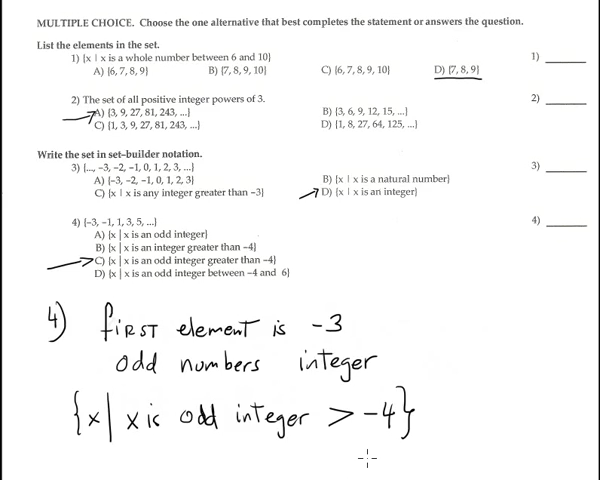 MULTIPLE CHOICE. Choose the one alternative that best completes the statement or answers the question.
List the elements in the set.
1) {x | x is a whole number between 6 and 10} 1)
A) {6, 7, 8, 9} B) {7, 8, 9, 10} C) {6, 7, 8, 9, 10} D) {7, 8, 9}
2) The set of all positive integer powers of 3. 2)
A) {3, 9, 27, 81, 243, ...} B) {3, 6, 9, 12, 15, ...}
C) {1, 3, 9, 27, 81, 243, ...} D) {1, 8, 27, 64, 125, ...}
Write the set in set-builder notation.
3) {..., -3, -2, -1, 0, 1, 2, 3, ...} 3)
A) {-3, -2, -1, 0, 1, 2, 3} B) {x | x is a natural number}
C) {x | x is any integer greater than -3} D) {x | x is an integer}
4) {-3, -1, 1, 3, 5, ...} 4)
A) {x | x is an odd integer}
B) {x | x is an integer greater than -4}
C) {x | x is an odd integer greater than -4}
D) {x | x is an odd integer between -4 and 6}
4) first element is -3
odd numbers integer
{x | x is odd integer > -4}